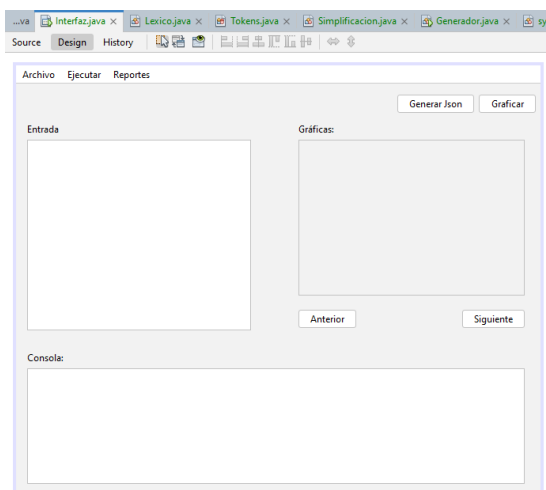 ...va Interfaz.java × Lexico.java × Tokens.java × Simplificacion.java × Generador.java × sy
Source Design History
Archivo Ejecutar Reportes
Generar Json Graficar
Entrada Gráficas:
Anterior Siguiente
Consola: